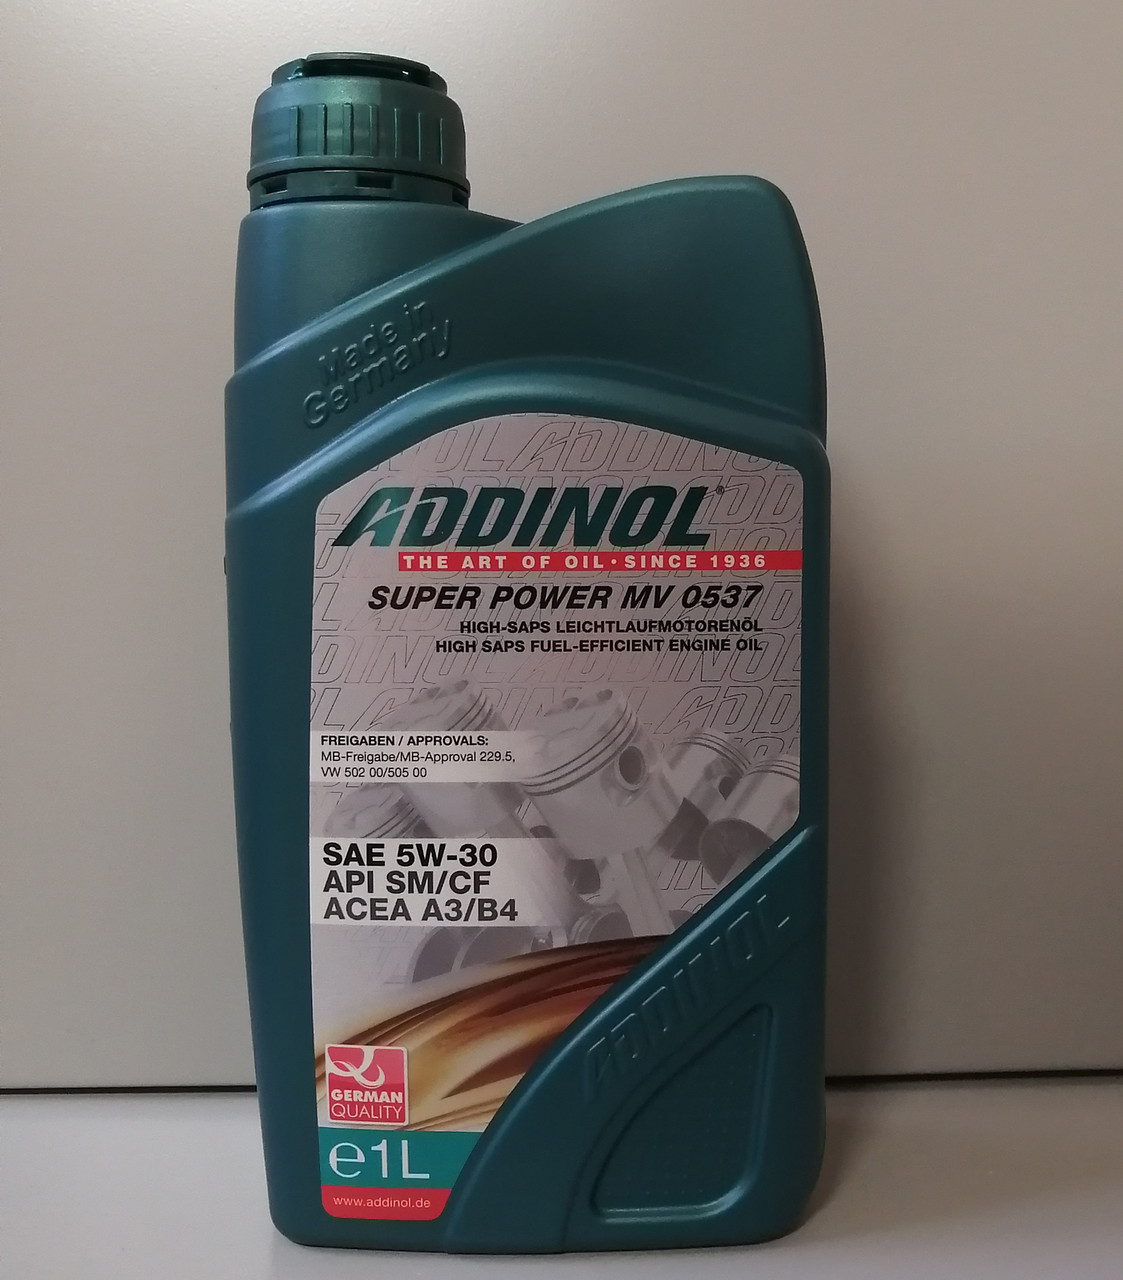 Made in
Germany
ADDINOL®
THE ART OF OIL • SINCE 1936
SUPER POWER MV 0537
HIGH-SAPS LEICHTLAUFMOTORENÖL
HIGH SAPS FUEL-EFFICIENT ENGINE OIL
FREIGABEN / APPROVALS:
MB-Freigabe/MB-Approval 229.5,
VW 502 00/505 00
SAE 5W-30
API SM/CF
ACEA A3/B4
ADDINOL
GERMAN
QUALITY
e1L
www.addinol.de